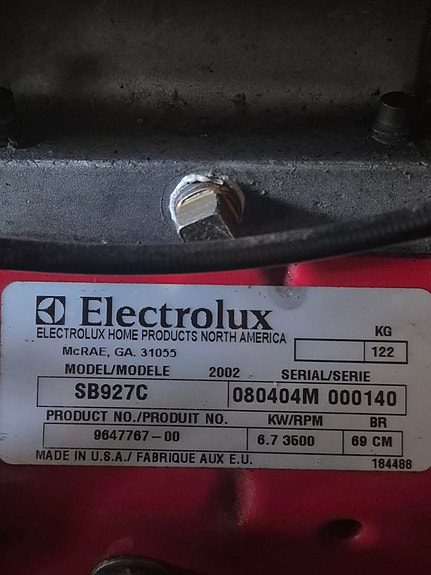 Electrolux
ELECTROLUX HOME PRODUCTS NORTH AMERICA
KG
McRAE, GA. 31055
122
MODEL/MODELE 2002 SERIAL/SERIE
SB927C 080404M 000140
PRODUCT NO./PRODUIT NO. KW/RPM BR
9647767-00 6.7 3500 69 CM
MADE IN U.S.A./ FABRIQUE AUX E.U. 184488